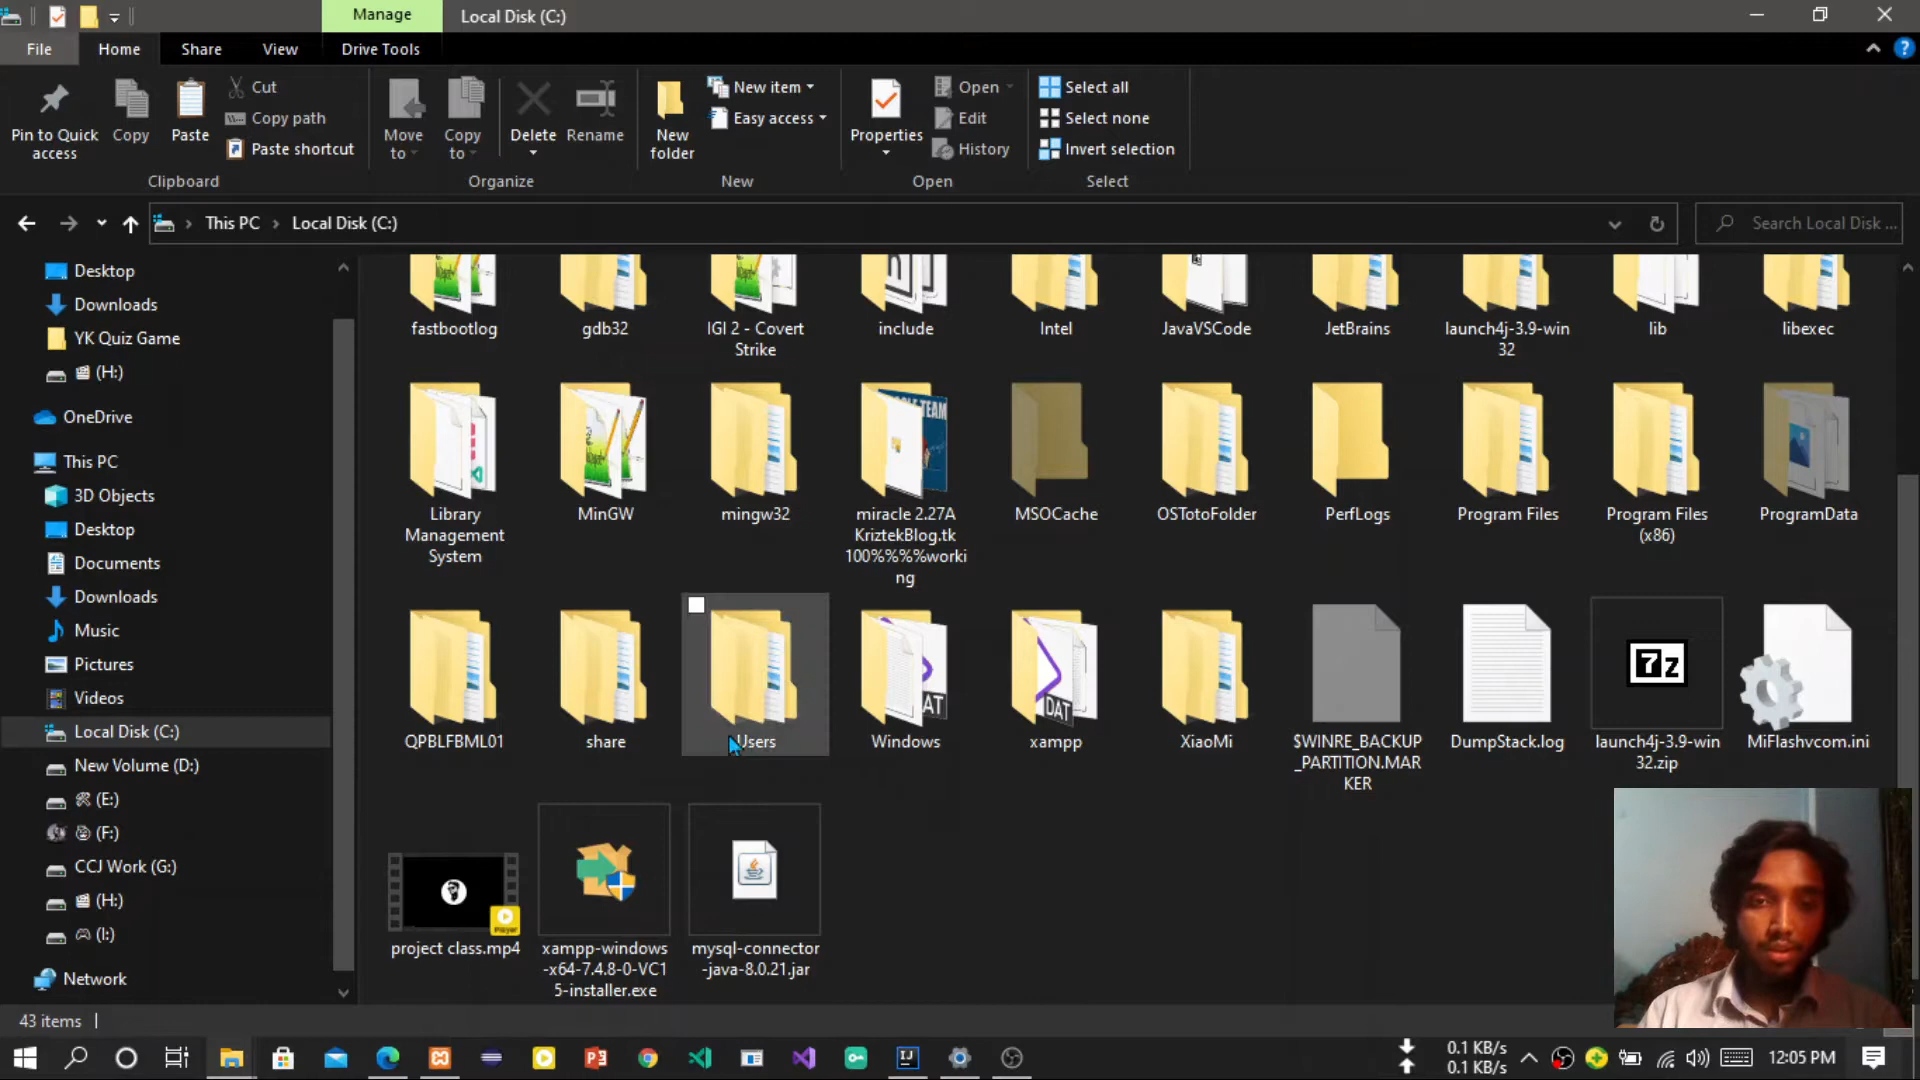 Manage
Local Disk (C:)
File
Home
Share
View
Drive Tools
Pin to Quick access
Copy
Paste
Cut
Copy path
Paste shortcut
Clipboard
Move to
Copy to
Delete
Rename
Organize
New folder
New item
Easy access
New
Properties
Open
Edit
History
Open
Select all
Select none
Invert selection
Select
This PC
Local Disk (C:)
Search Local Disk ...
Desktop
Downloads
YK Quiz Game
(H:)
OneDrive
This PC
3D Objects
Desktop
Documents
Downloads
Music
Pictures
Videos
Local Disk (C:)
New Volume (D:)
(E:)
(F:)
CCJ Work (G:)
(H:)
(I:)
Network
fastbootlog
gdb32
IGI 2 - Covert
Strike
include
Intel
JavaVSCode
JetBrains
launch4j-3.9-win
32
lib
libexec
Library
Management
System
MinGW
mingw32
miracle 2.27A
KriztekBlog.tk
100%%%%worki
ng
MSOCache
OSTotoFolder
PerfLogs
Program Files
Program Files
(x86)
ProgramData
QPBLFBML01
share
Users
Windows
xampp
XiaoMi
$WINRE_BACKUP
_PARTITION.MAR
KER
DumpStack.log
launch4j-3.9-win
32.zip
MiFlashvcom.ini
project class.mp4
xampp-windows
-x64-7.4.8-0-VC1
5-installer.exe
mysql-connector
-java-8.0.21.jar
43 items
0.1 KB/s
0.1 KB/s
12:05 PM